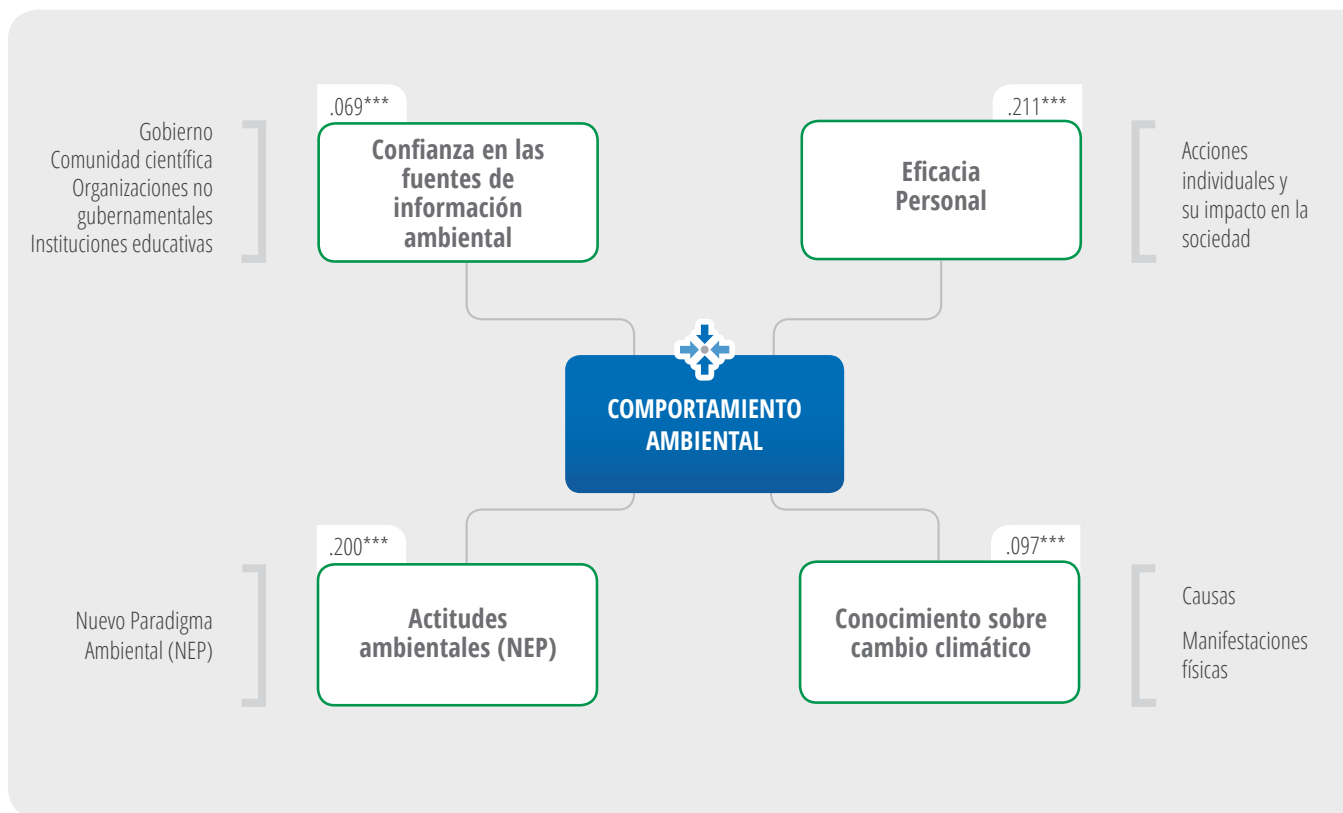 .069***
Gobierno
Comunidad científica
Organizaciones no
gubernamentales
Instituciones educativas
Confianza en las
fuentes de
información
ambiental
.211***
Eficacia
Personal
Acciones
individuales y
su impacto en la
sociedad
COMPORTAMIENTO
AMBIENTAL
.200***
Nuevo Paradigma
Ambiental (NEP)
Actitudes
ambientales (NEP)
.097***
Conocimiento sobre
cambio climático
Causas
Manifestaciones
físicas